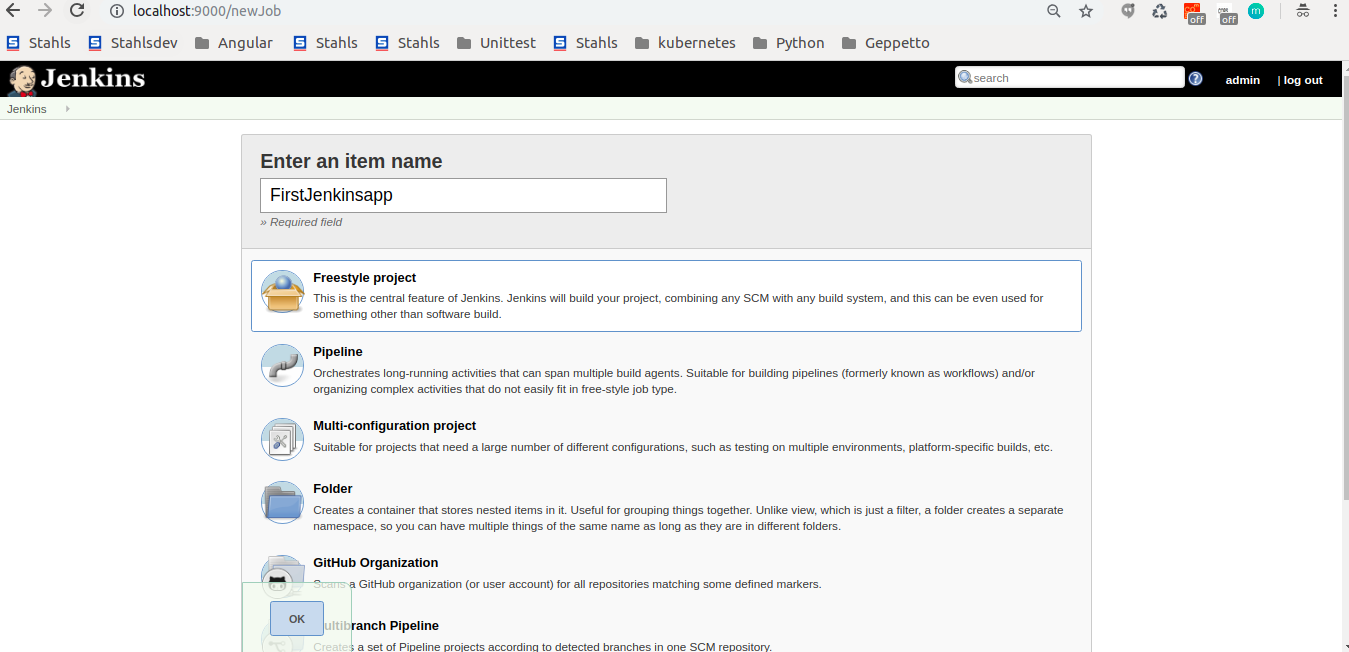 localhost:9000/newJob
off
off
m
Stahls Stahlsdev Angular Stahls Stahls Unittest Stahls kubernetes Python Geppetto
Jenkins
search
?
admin | log out
Jenkins
Enter an item name
FirstJenkinsapp
» Required field
Freestyle project
This is the central feature of Jenkins. Jenkins will build your project, combining any SCM with any build system, and this can be even used for
something other than software build.
Pipeline
Orchestrates long-running activities that can span multiple build agents. Suitable for building pipelines (formerly known as workflows) and/or
organizing complex activities that do not easily fit in free-style job type.
Multi-configuration project
Suitable for projects that need a large number of different configurations, such as testing on multiple environments, platform-specific builds, etc.
Folder
Creates a container that stores nested items in it. Useful for grouping things together. Unlike view, which is just a filter, a folder creates a separate
namespace, so you can have multiple things of the same name as long as they are in different folders.
GitHub Organization
Scans a GitHub organization (or user account) for all repositories matching some defined markers.
OK
Multibranch Pipeline
Creates a set of Pipeline projects according to detected branches in one SCM repository.